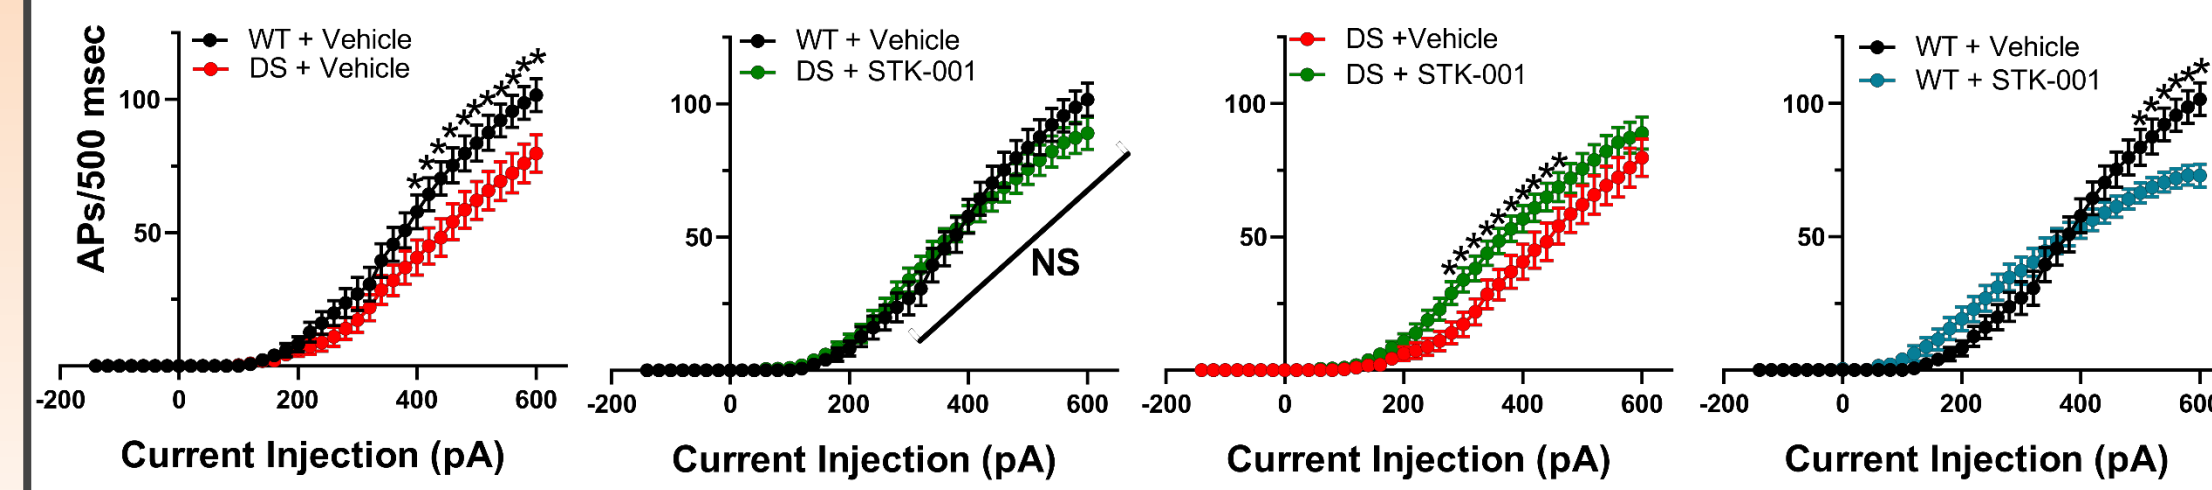 APs/500 msec
WT + Vehicle
DS + Vehicle
100
50
-200 0 200 400 600
Current Injection (pA)
* * * * * * * * * * *
WT + Vehicle
DS + STK-001
100
50
NS
-200 0 200 400 600
Current Injection (pA)
DS +Vehicle
DS + STK-001
100
50
* * * * * * * * * *
-200 0 200 400 600
Current Injection (pA)
WT + Vehicle
WT + STK-001
100
50
* * * * * *
-200 0 200 400 600
Current Injection (pA)